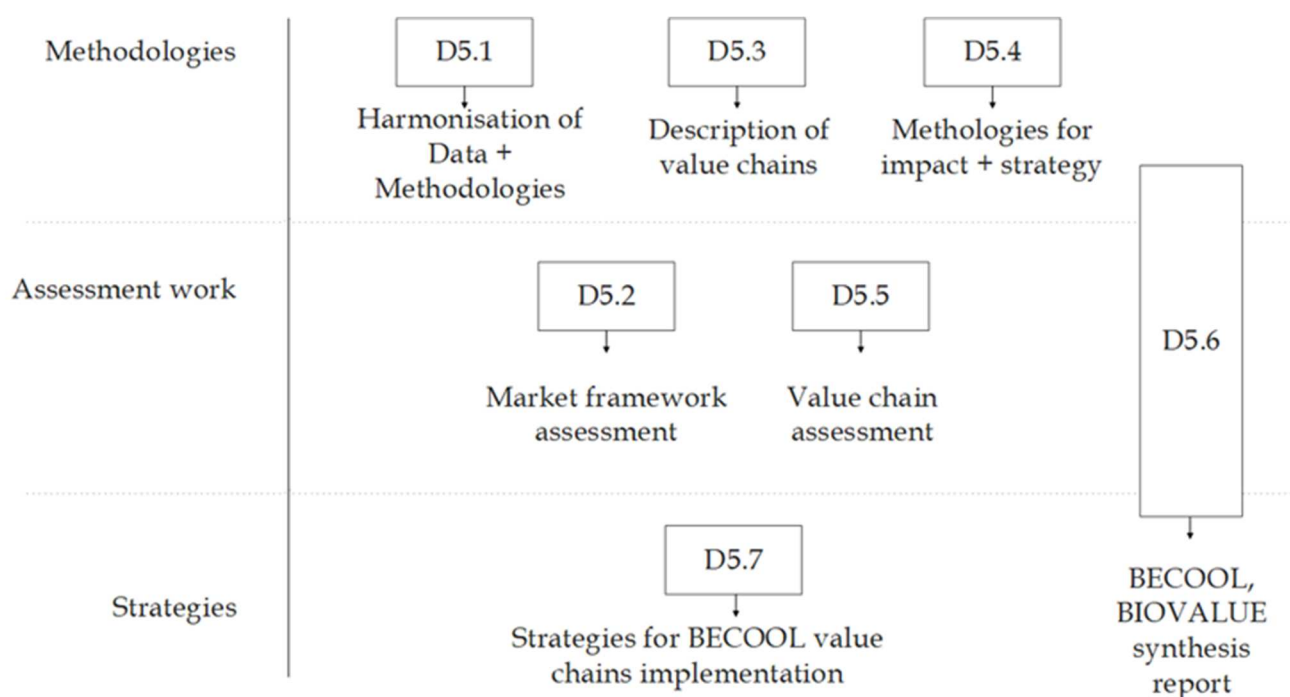 Methodologies
D5.1
D5.3
D5.4
Harmonisation of
Data +
Methodologies
Description of
value chains
Methologies for
impact + strategy
Assessment work
D5.2
D5.5
D5.6
Market framework
assessment
Value chain
assessment
Strategies
D5.7
Strategies for BECOOL value
chains implementation
BECOOL,
BIOVALUE
synthesis
report